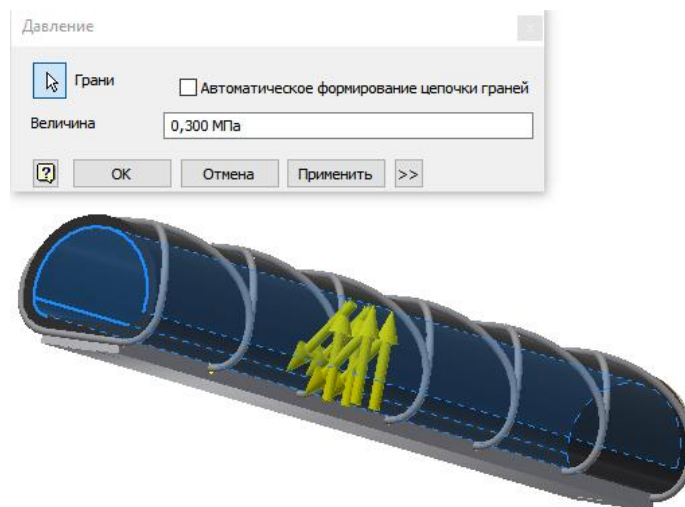 Давление
x
Грани
Автоматическое формирование цепочки граней
Величина
0,300 МПа
?
ОК
Отмена
Применить
>>